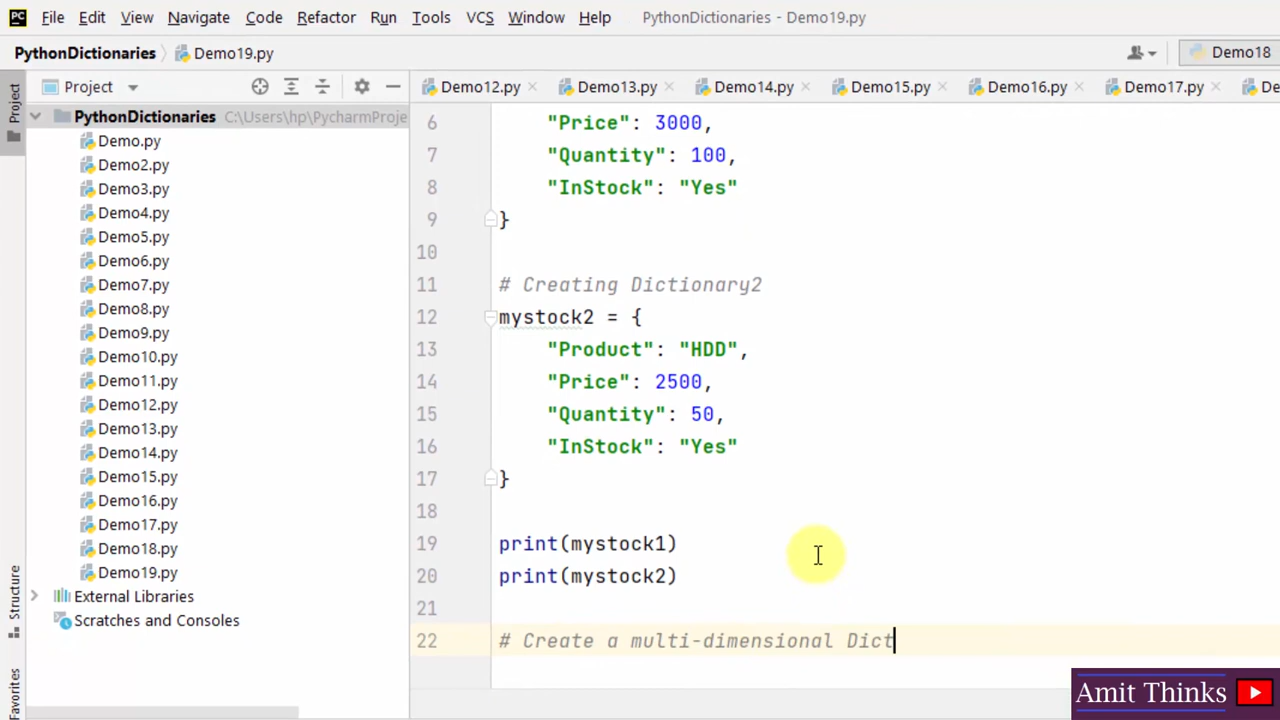 PC File Edit View Navigate Code Refactor Run Tools VCS Window Help PythonDictionaries - Demo19.py
PythonDictionaries Demo19.py Demo18
Project
Demo12.py Demo13.py Demo14.py Demo15.py Demo16.py Demo17.py De
Project
PythonDictionaries C:\Users\hp\PycharmProje
Demo.py
Demo2.py
Demo3.py
Demo4.py
Demo5.py
Demo6.py
Demo7.py
Demo8.py
Demo9.py
Demo10.py
Demo11.py
Demo12.py
Demo13.py
Demo14.py
Demo15.py
Demo16.py
Demo17.py
Demo18.py
Demo19.py
External Libraries
Scratches and Consoles
Structure
Favorites
6 "Price": 3000,
7 "Quantity": 100,
8 "InStock": "Yes"
9 }
10
11 # Creating Dictionary2
12 mystock2 = {
13 "Product": "HDD",
14 "Price": 2500,
15 "Quantity": 50,
16 "InStock": "Yes"
17 }
18
19 print(mystock1)
20 print(mystock2)
21
22 # Create a multi-dimensional Dict
Amit Thinks